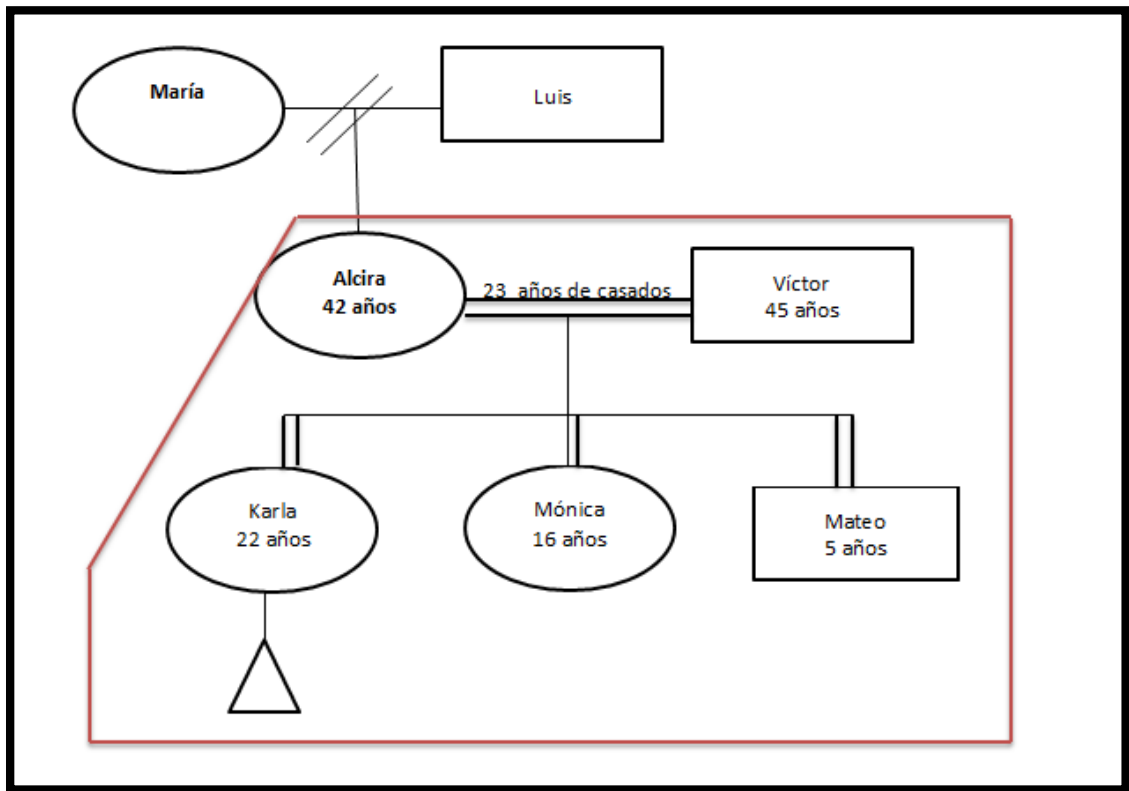 María
Luis
Alcira
42 años
23 años de casados
Víctor
45 años
Karla
22 años
Mónica
16 años
Mateo
5 años